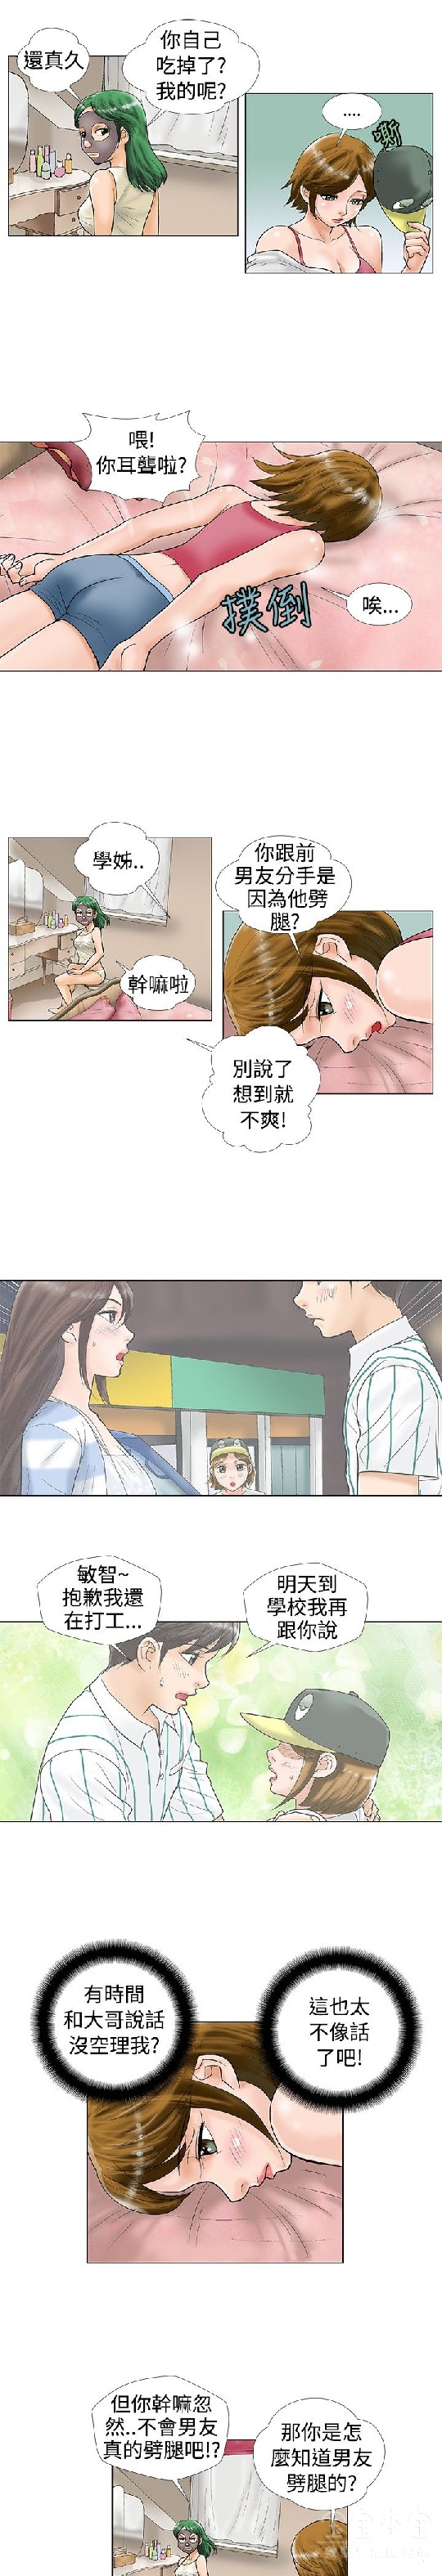 還真久
你自己
吃掉了?
我的呢?
....
嘶
喂!
你耳聾啦?
撲倒
唉...
學姊..
幹嘛啦
你跟前
男友分手是
因為他劈
腿?
別說了
想到就
不爽!
敏智~
抱歉我還
在打工...
明天到
學校我再
跟你說
有時間
和大哥說話
沒空理我?
這也太
不像話
了吧!
但你幹嘛忽
然..不會男友
真的劈腿吧!?
那你是怎
麼知道男友
劈腿的?